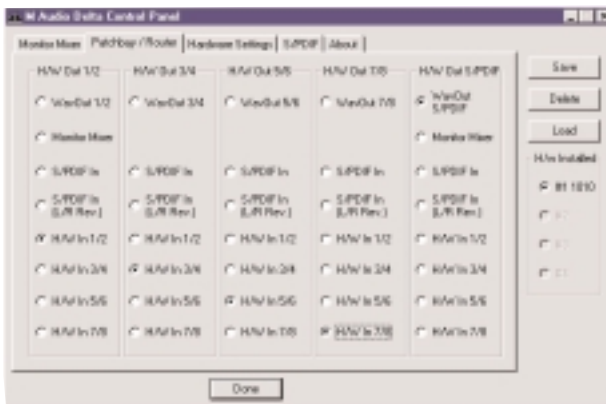 M Audio Delta Control Panel
Monitor Mixer Patchbay / Router Hardware Settings S/PDIF About
H/W Out 1/2 H/W Out 3/4 H/W Out 5/6 H/W Out 7/8 H/W Out S/PDIF
WavOut 1/2 WavOut 3/4 WavOut 5/6 WavOut 7/8 WavOut S/PDIF
Monitor Mixer Monitor Mixer
S/PDIF In S/PDIF In S/PDIF In S/PDIF In S/PDIF In
S/PDIF In S/PDIF In S/PDIF In S/PDIF In S/PDIF In
(L/R Rev.) (L/R Rev.) (L/R Rev.) (L/R Rev.) (L/R Rev.)
H/W In 1/2 H/W In 1/2 H/W In 1/2 H/W In 1/2 H/W In 1/2
H/W In 3/4 H/W In 3/4 H/W In 3/4 H/W In 3/4 H/W In 3/4
H/W In 5/6 H/W In 5/6 H/W In 5/6 H/W In 5/6 H/W In 5/6
H/W In 7/8 H/W In 7/8 H/W In 7/8 H/W In 7/8 H/W In 7/8
Save
Delete
Load
H/w Installed
#1 1010
Done